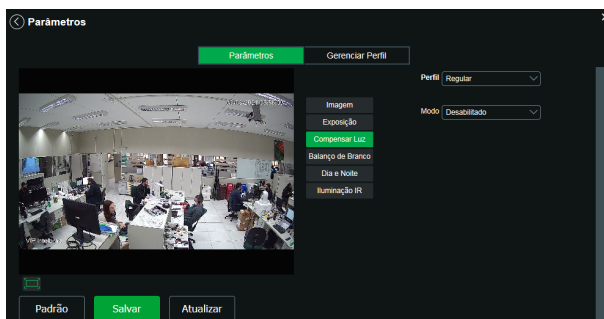 Parâmetros
Parâmetros
Gerenciar Perfil
Perfil
Regular
Imagem
Modo
Desabilitado
Exposição
Compensar Luz
Balanço de Branco
Dia e Noite
Iluminação IR
Padrão
Salvar
Atualizar